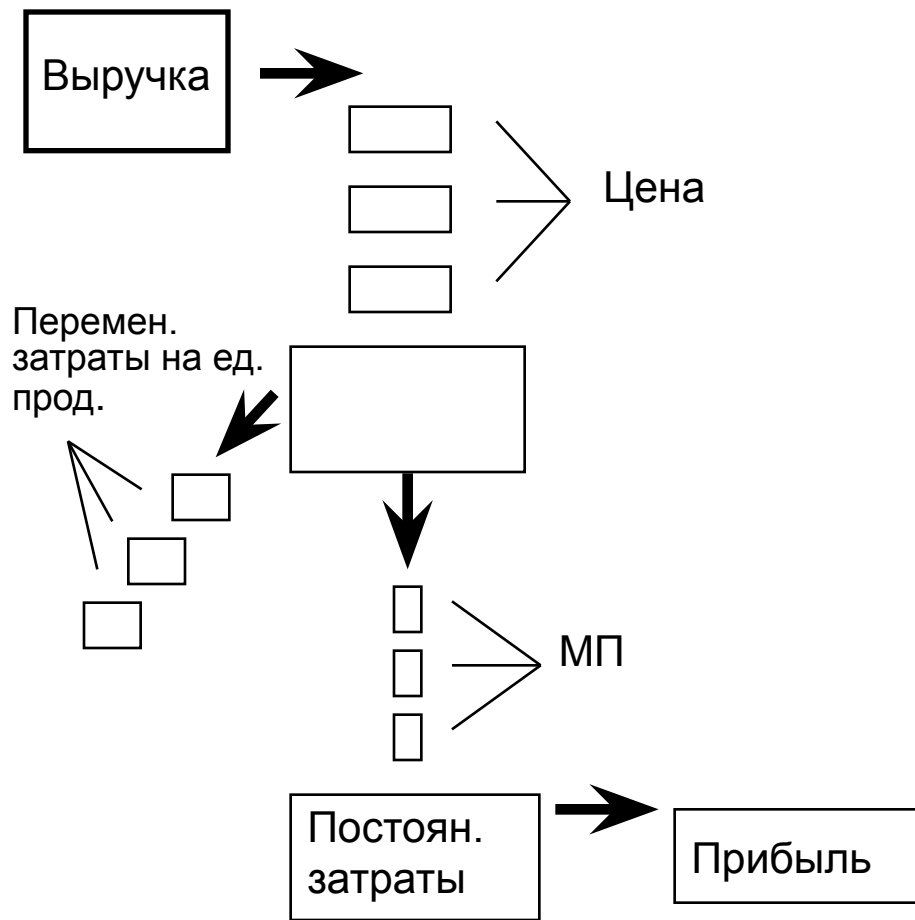 Выручка
Цена
Перемен.
затраты на ед.
прод.
МП
Постоян.
затраты
Прибыль